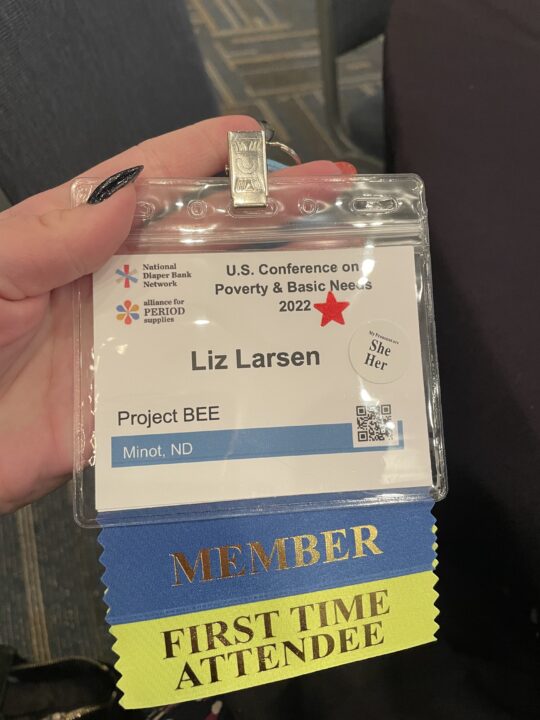 National
Diaper Bank
Network
alliance for
PERIOD
supplies
U.S. Conference on
Poverty & Basic Needs
2022
Liz Larsen
My Pronouns are
She
Her
Project BEE
Minot, ND
MEMBER
FIRST TIME
ATTENDEE